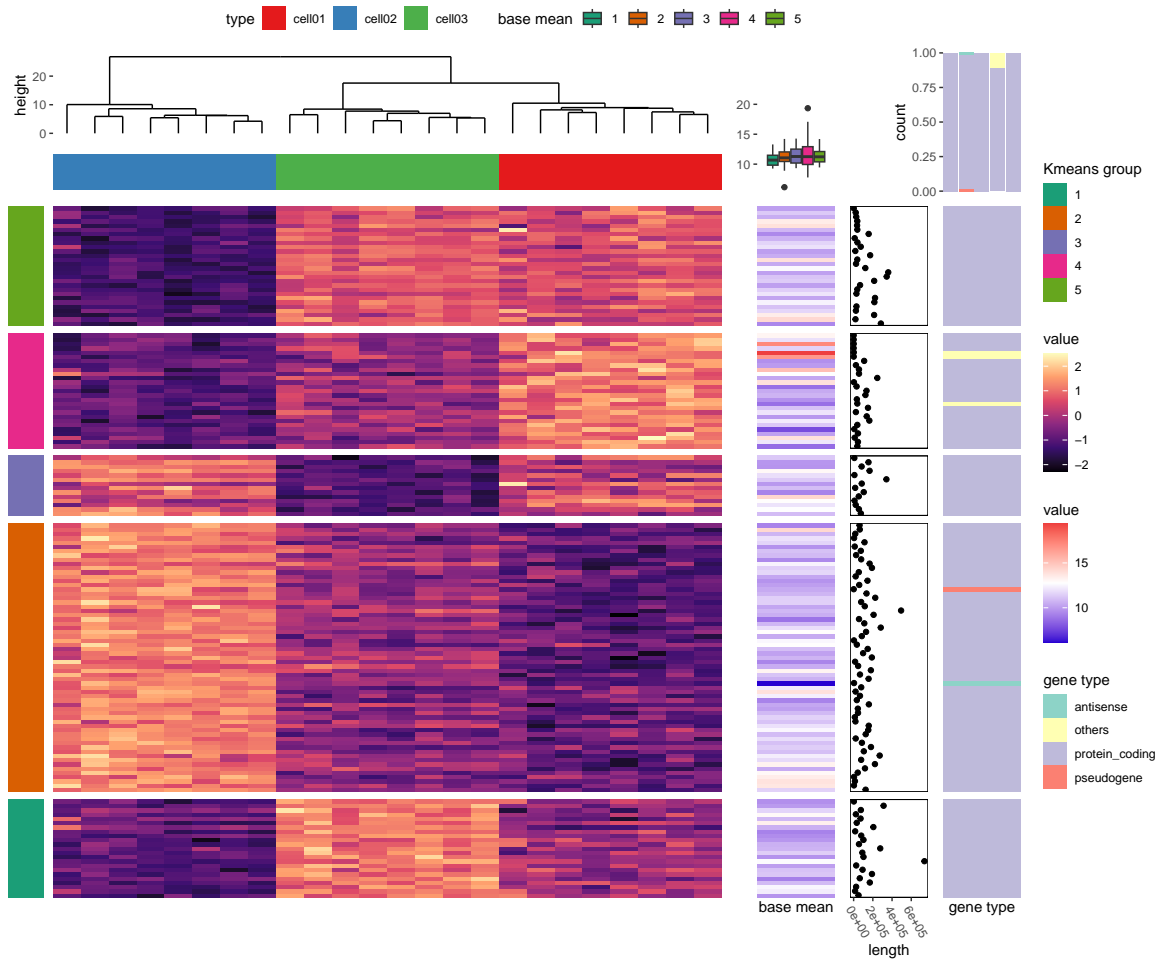 type cell01 cell02 cell03 base mean 1 2 3 4 5
height
20
10
0
20
15
10
count
1.00
0.75
0.50
0.25
0.00
Kmeans group
1
2
3
4
5
value
2
1
0
−1
−2
value
15
10
gene type
antisense
others
protein_coding
pseudogene
base mean
0e+00
2e+05
4e+05
6e+05
length
gene type